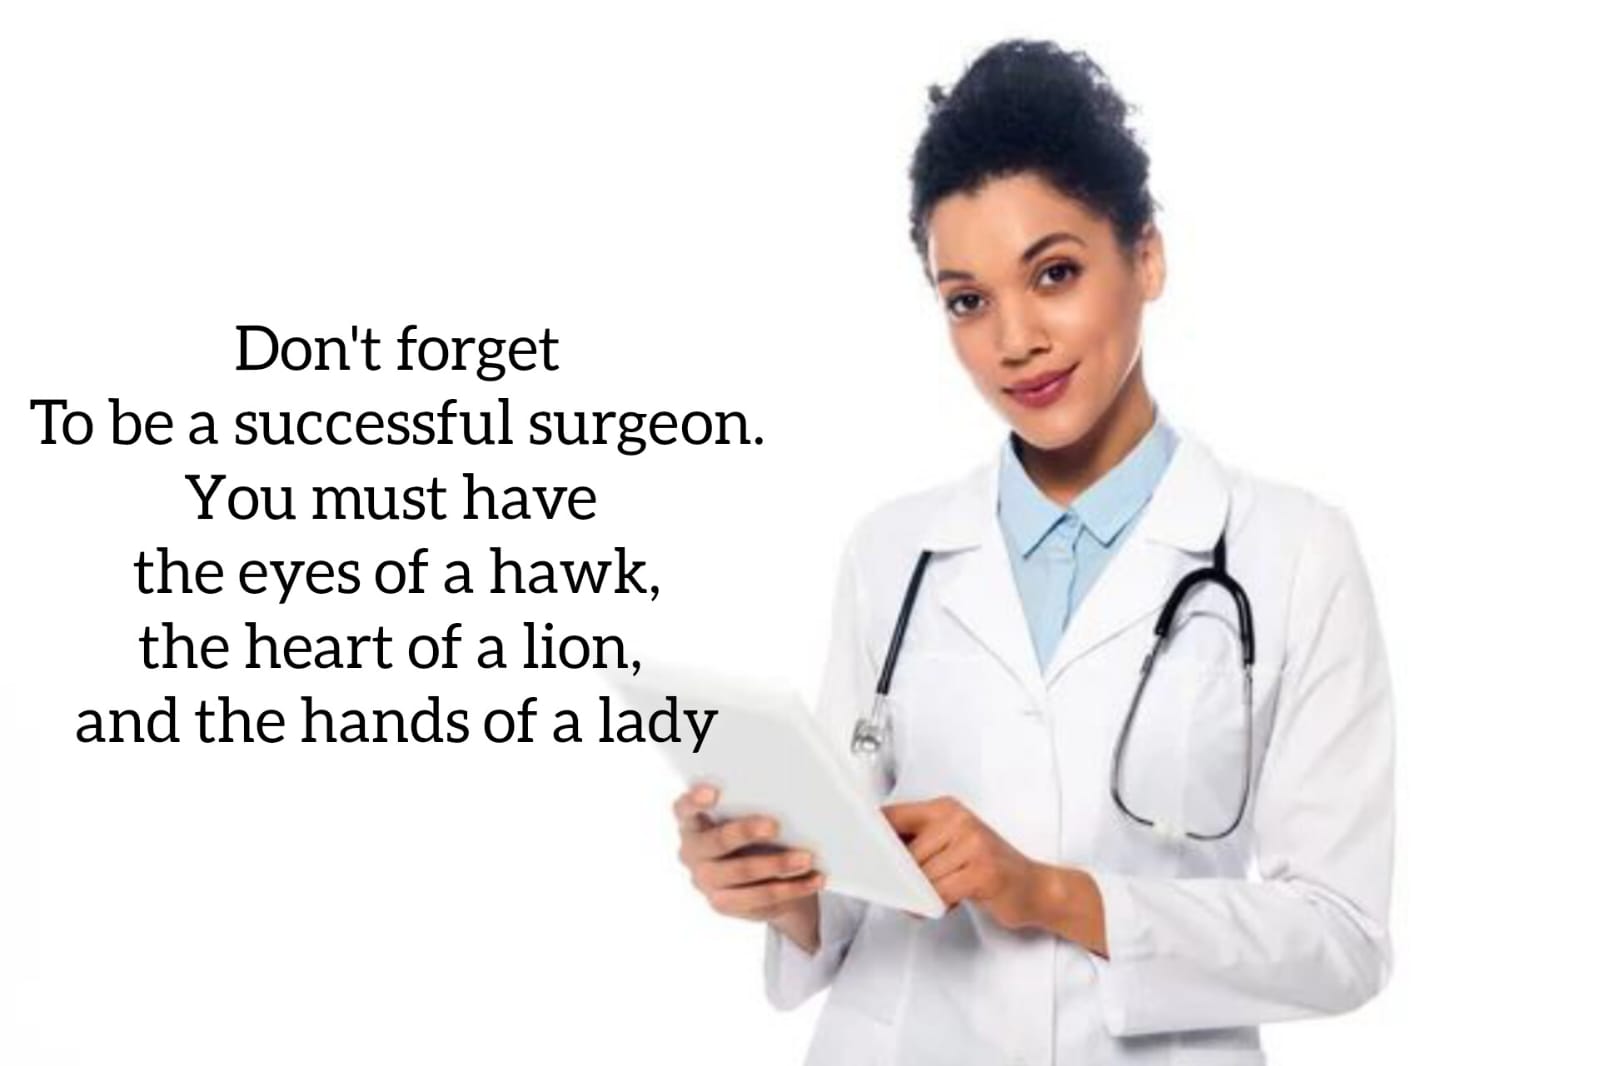 Don't forget
To be a successful surgeon.
You must have
the eyes of a hawk,
the heart of a lion,
and the hands of a lady